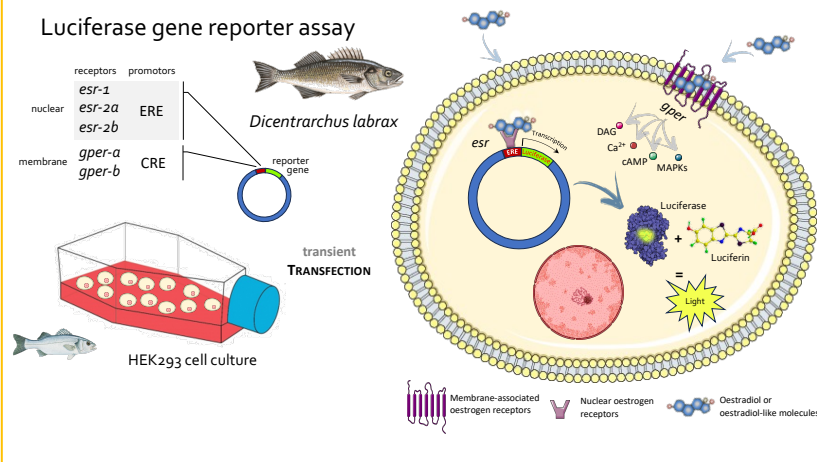 Luciferase gene reporter assay
receptors promotors
nuclear
esr-1
esr-2a
esr-2b
ERE
membrane
gper-a
gper-b
CRE
reporter
gene
Dicentrarchus labrax
transient
TRANSFECTION
HEK293 cell culture
gper
esr
ERE
Luciferase
Transcription
DAG
Ca²⁺
cAMP
MAPKs
Luciferase
+
Luciferin
=
Light
Membrane-associated
oestrogen receptors
Nuclear oestrogen
receptors
Oestradiol or
oestradiol-like molecules